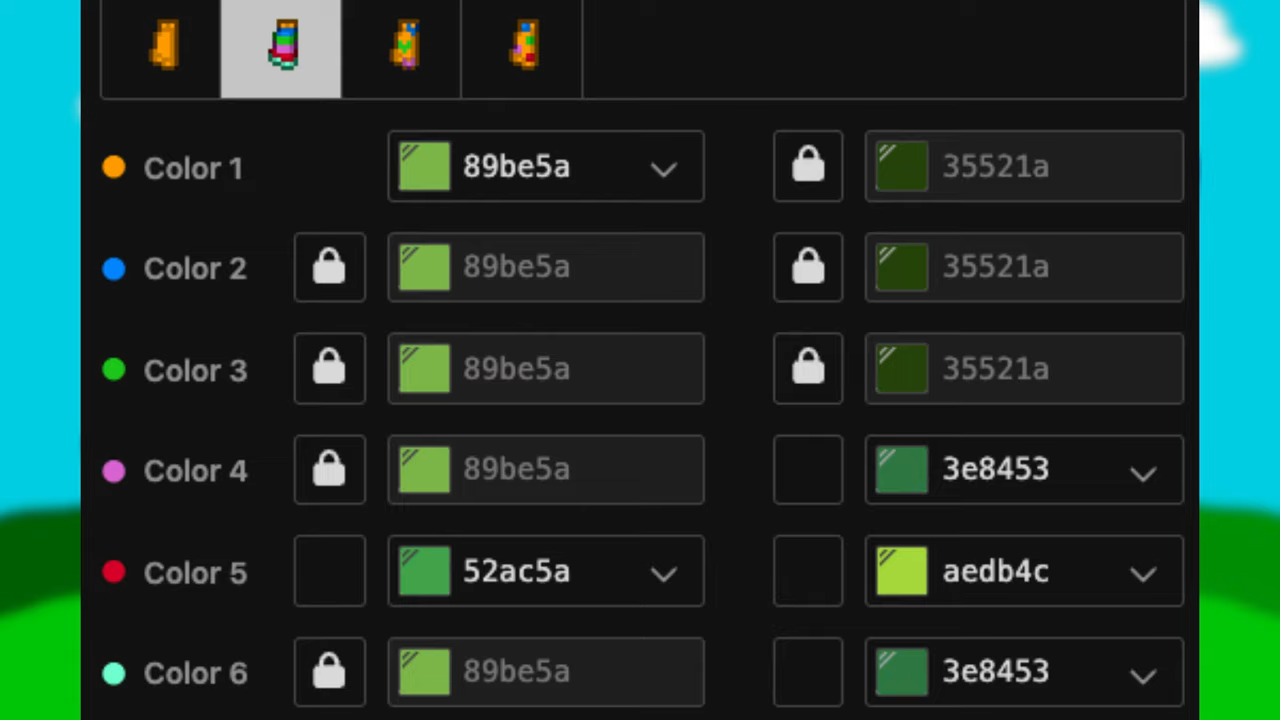 Color 1 89be5a 35521a
Color 2 89be5a 35521a
Color 3 89be5a 35521a
Color 4 89be5a 3e8453
Color 5 52ac5a aedb4c
Color 6 89be5a 3e8453